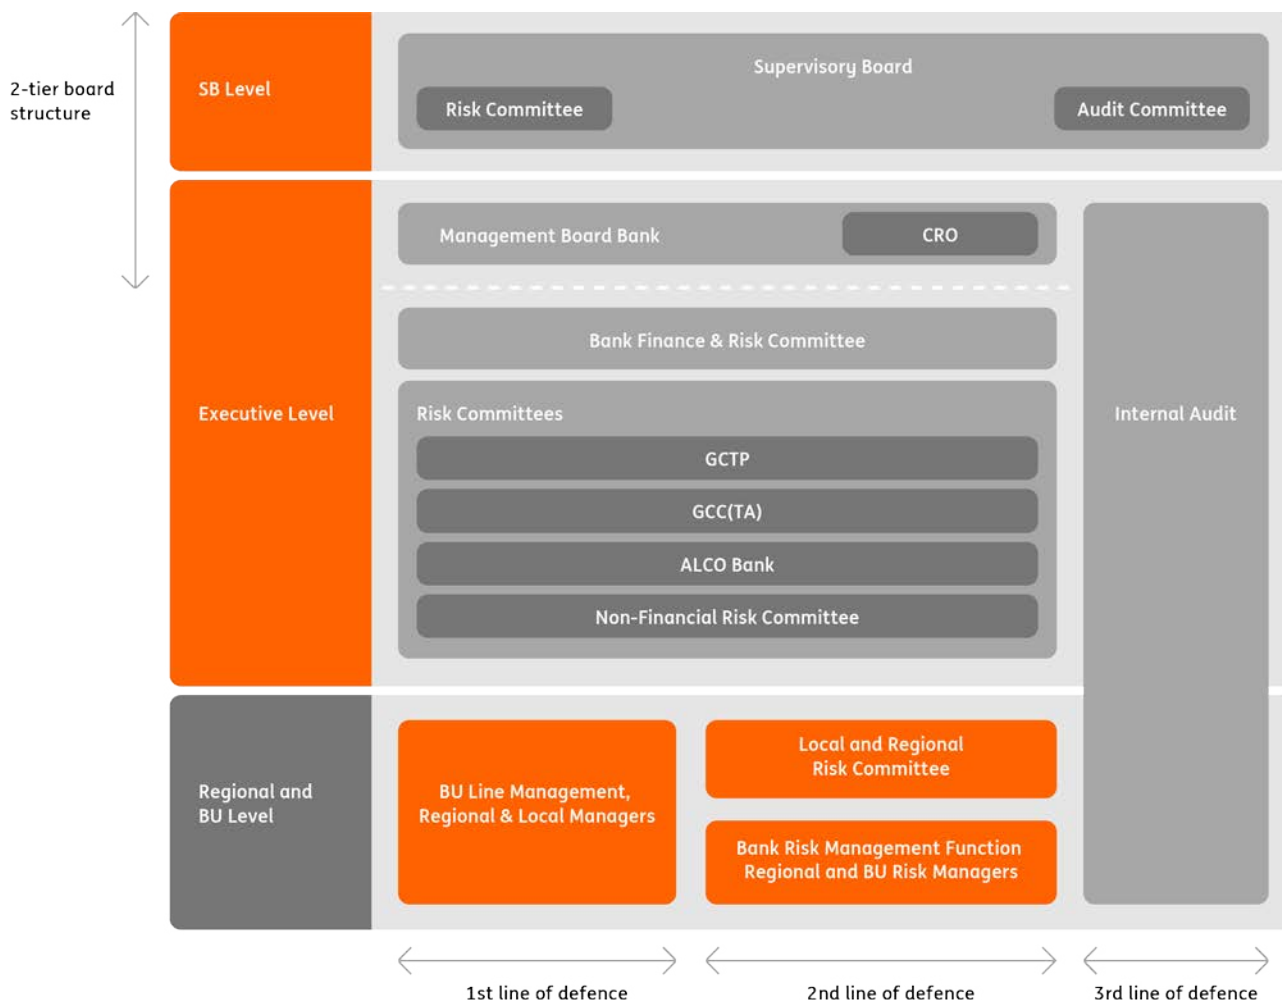 2-tier board
structure
SB Level
Supervisory Board
Risk Committee
Audit Committee
Executive Level
Management Board Bank
CRO
Bank Finance & Risk Committee
Risk Committees
GCTP
GCC(TA)
ALCO Bank
Non-Financial Risk Committee
Internal Audit
Regional and
BU Level
BU Line Management,
Regional & Local Managers
Local and Regional
Risk Committee
Bank Risk Management Function
Regional and BU Risk Managers
1st line of defence
2nd line of defence
3rd line of defence